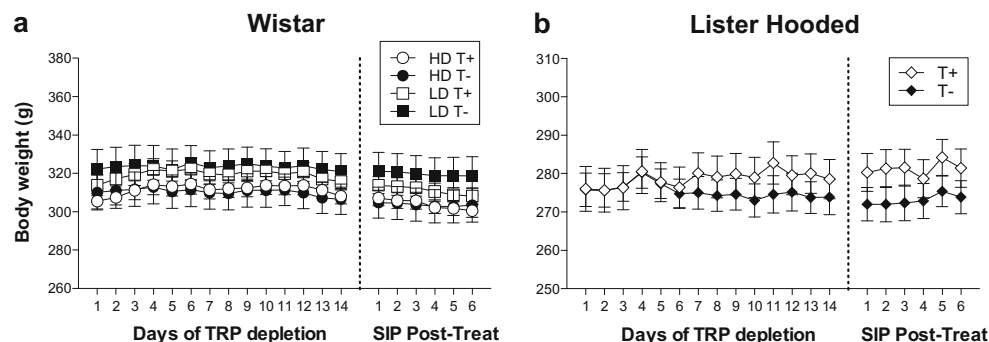 a Wistar
HD T+
HD T-
LD T+
LD T-
Body weight (g)
380
360
340
320
300
280
260
1 2 3 4 5 6 7 8 9 10 11 12 13 14 1 2 3 4 5 6
Days of TRP depletion SIP Post-Treat
b Lister Hooded
T+
T-
310
300
290
280
270
260
250
1 2 3 4 5 6 7 8 9 10 11 12 13 14 1 2 3 4 5 6
Days of TRP depletion SIP Post-Treat